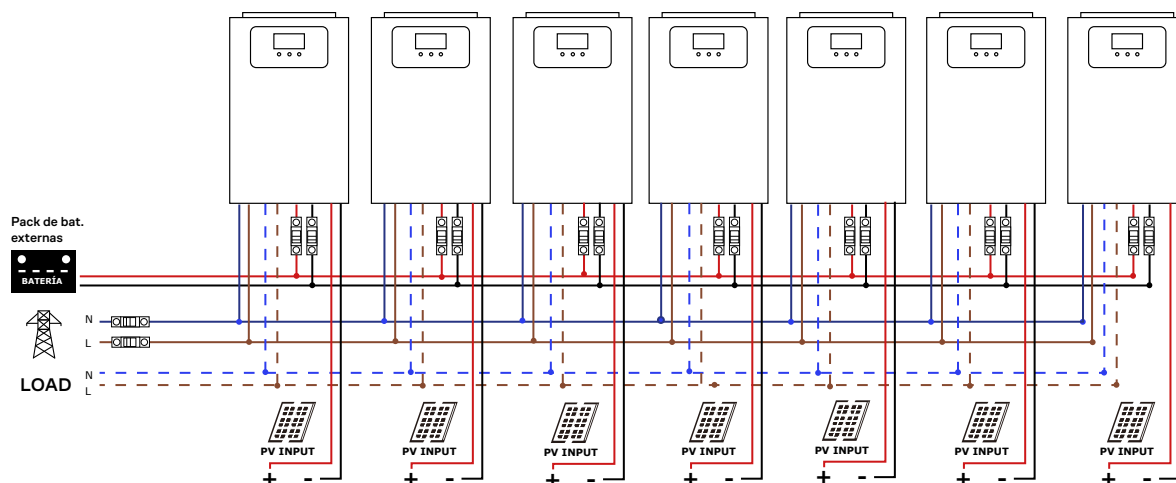 Pack de bat.
externas
BATERÍA
N
L
LOAD
N
L
PV INPUT
PV INPUT
PV INPUT
PV INPUT
PV INPUT
PV INPUT
PV INPUT
+ -
+ -
+ -
+ -
+ -
+ -
+ -